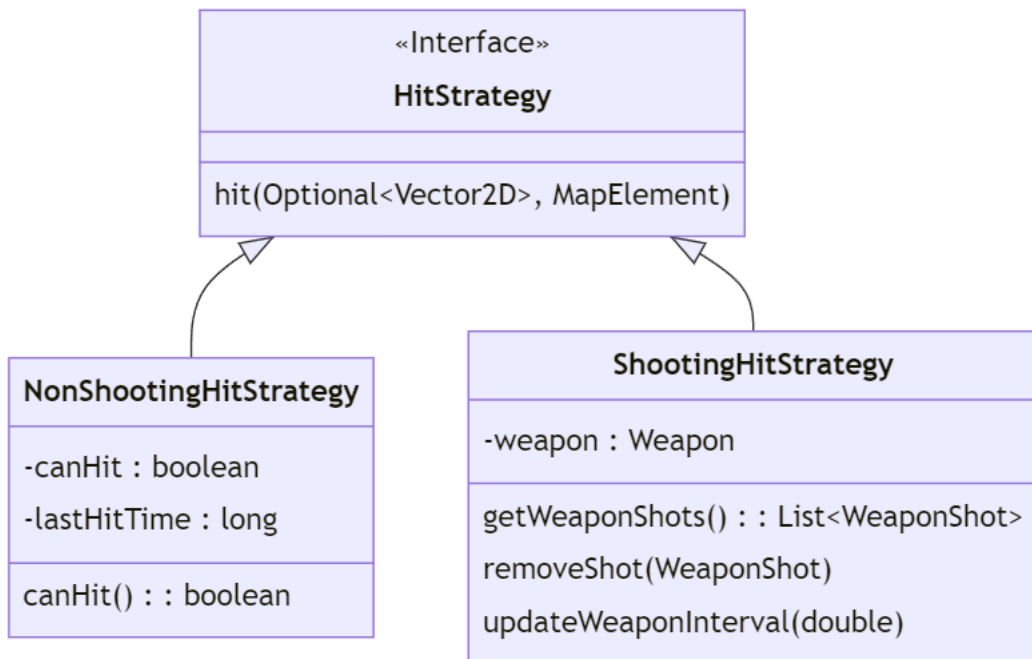 «Interface»
HitStrategy
hit(Optional<Vector2D>, MapElement)
NonShootingHitStrategy
-canHit : boolean
-lastHitTime : long
canHit() : : boolean
ShootingHitStrategy
-weapon : Weapon
getWeaponShots() : : List<WeaponShot>
removeShot(WeaponShot)
updateWeaponInterval(double)